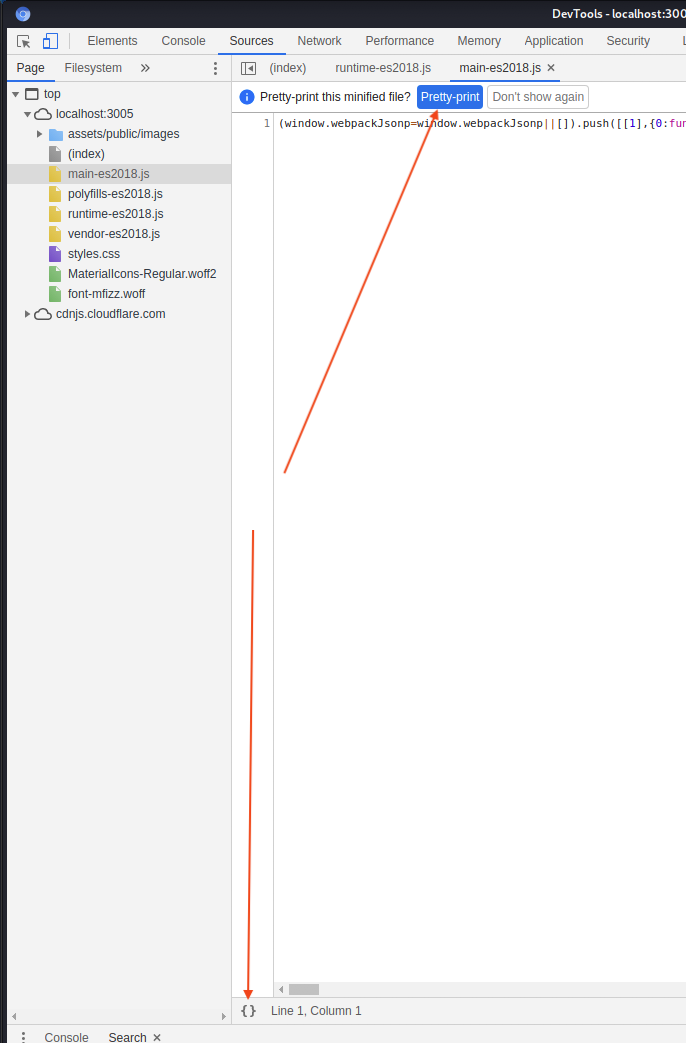 DevTools - localhost:300
Elements Console Sources Network Performance Memory Application Security L
Page Filesystem » (index) runtime-es2018.js main-es2018.js ×
Pretty-print this minified file? Pretty-print Don't show again
top
localhost:3005
assets/public/images
(index)
main-es2018.js
polyfills-es2018.js
runtime-es2018.js
vendor-es2018.js
styles.css
MaterialIcons-Regular.woff2
font-mfizz.woff
cdnjs.cloudflare.com
1 (window.webpackJsonp=window.webpackJsonp||[]).push([[1],{0:fun
{} Line 1, Column 1
Console Search ×